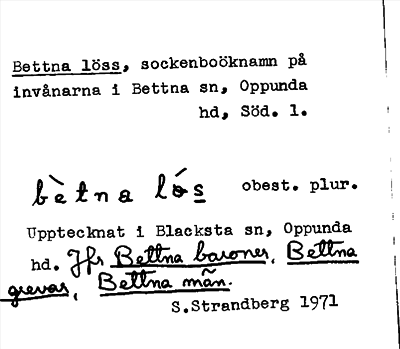 Bettna löss, sockenboöknamn på
invånarna i Bettna sn, Oppunda
hd, Söd. l.
bètna lós obest. plur.
Upptecknat i Blacksta sn, Oppunda
hd. Jfr Bettna baroner, Bettna
grevar, Bettna män.
S.Strandberg 1971